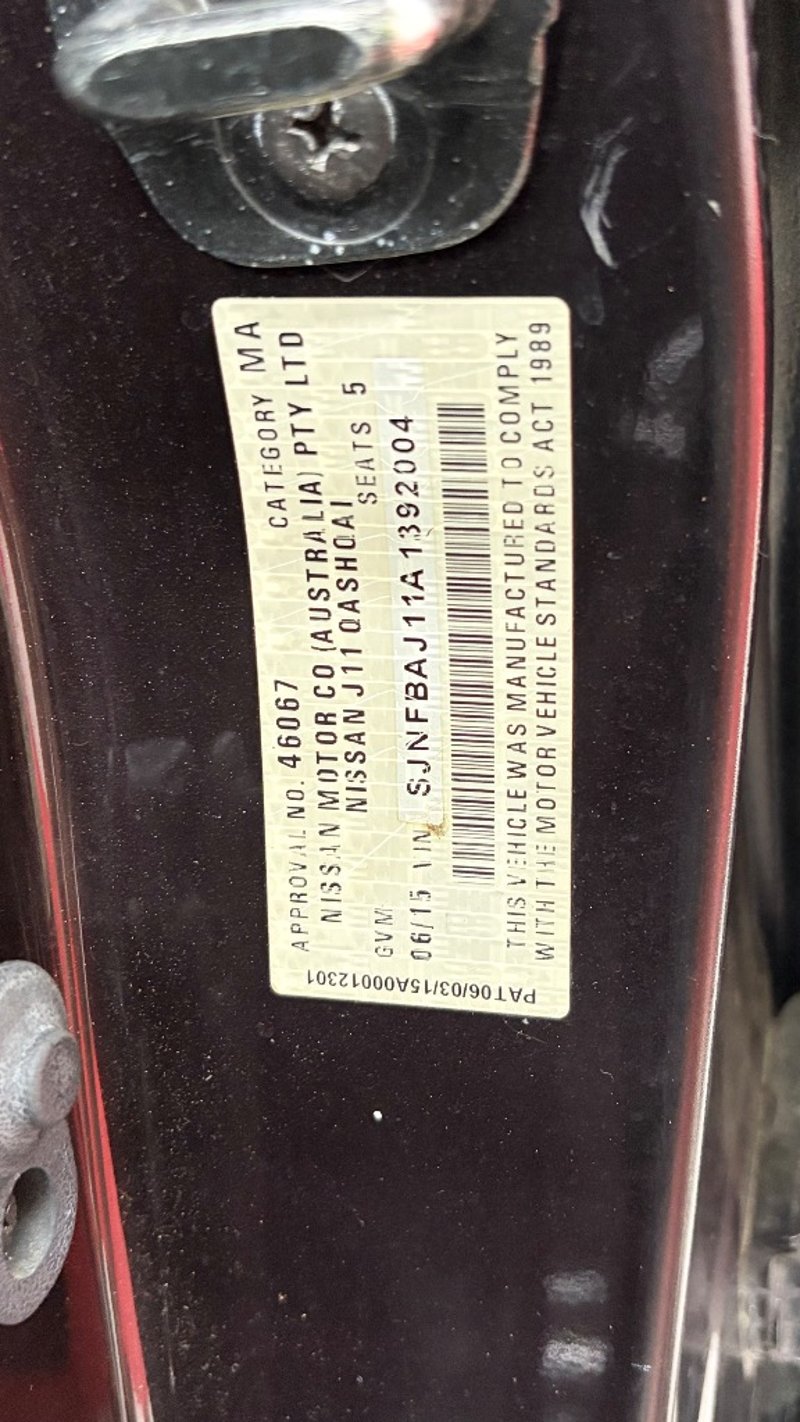 APPROVAL NO. 46067 CATEGORY MA
NISSAN MOTOR CO (AUSTRALIA) PTY LTD
NISSAN J11 QASHQAI
GVM SEATS 5
06/15 VIN SJNFBAJ11A1392004
THIS VEHICLE WAS MANUFACTURED TO COMPLY
WITH THE MOTOR VEHICLE STANDARDS ACT 1989
PAT06/03/15A00012301